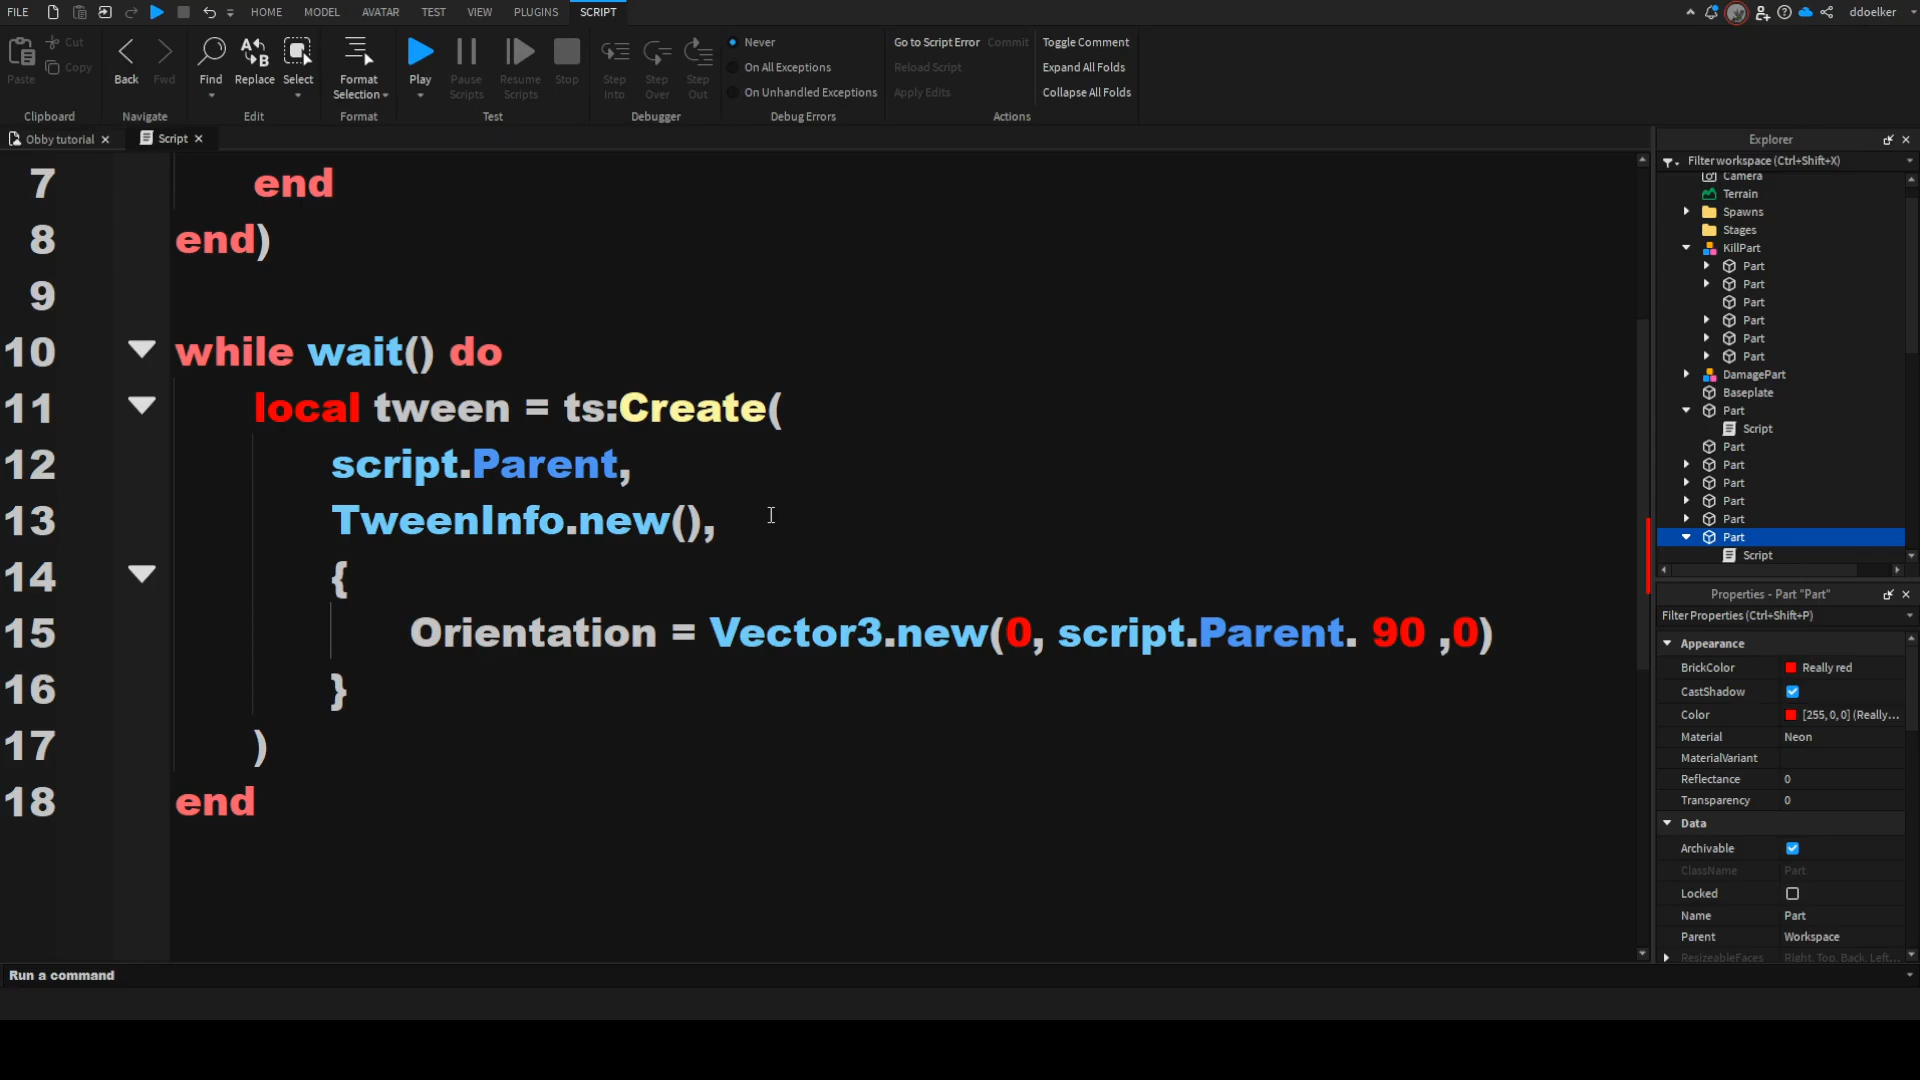 FILE HOME MODEL AVATAR TEST VIEW PLUGINS SCRIPT ddoelker
Paste Cut Copy Back Fwd Find Replace Select Format Selection Play Pause Scripts Resume Scripts Stop Step Into Step Over Step Out
Never
On All Exceptions
On Unhandled Exceptions
Go to Script Error Commit
Reload Script
Apply Edits
Toggle Comment
Expand All Folds
Collapse All Folds
Clipboard Navigate Edit Format Test Debugger Debug Errors Actions
Obby tutorial Script
7 end
8 end)
9
10 while wait() do
11 local tween = ts:Create(
12 script.Parent,
13 TweenInfo.new(),
14 {
15 Orientation = Vector3.new(0, script.Parent. 90 ,0)
16 }
17 )
18 end
Run a command
Explorer
Filter workspace (Ctrl+Shift+X)
Camera
Terrain
Spawns
Stages
KillPart
Part
Part
Part
Part
Part
Part
DamagePart
Baseplate
Part
Script
Part
Part
Part
Part
Part
Part
Script
Properties - Part "Part"
Filter Properties (Ctrl+Shift+P)
Appearance
BrickColor Really red
CastShadow
Color [255, 0, 0] (Really...
Material Neon
MaterialVariant
Reflectance 0
Transparency 0
Data
Archivable
ClassName Part
Locked
Name Part
Parent Workspace
ResizeableFaces Right, Top, Back, Left...